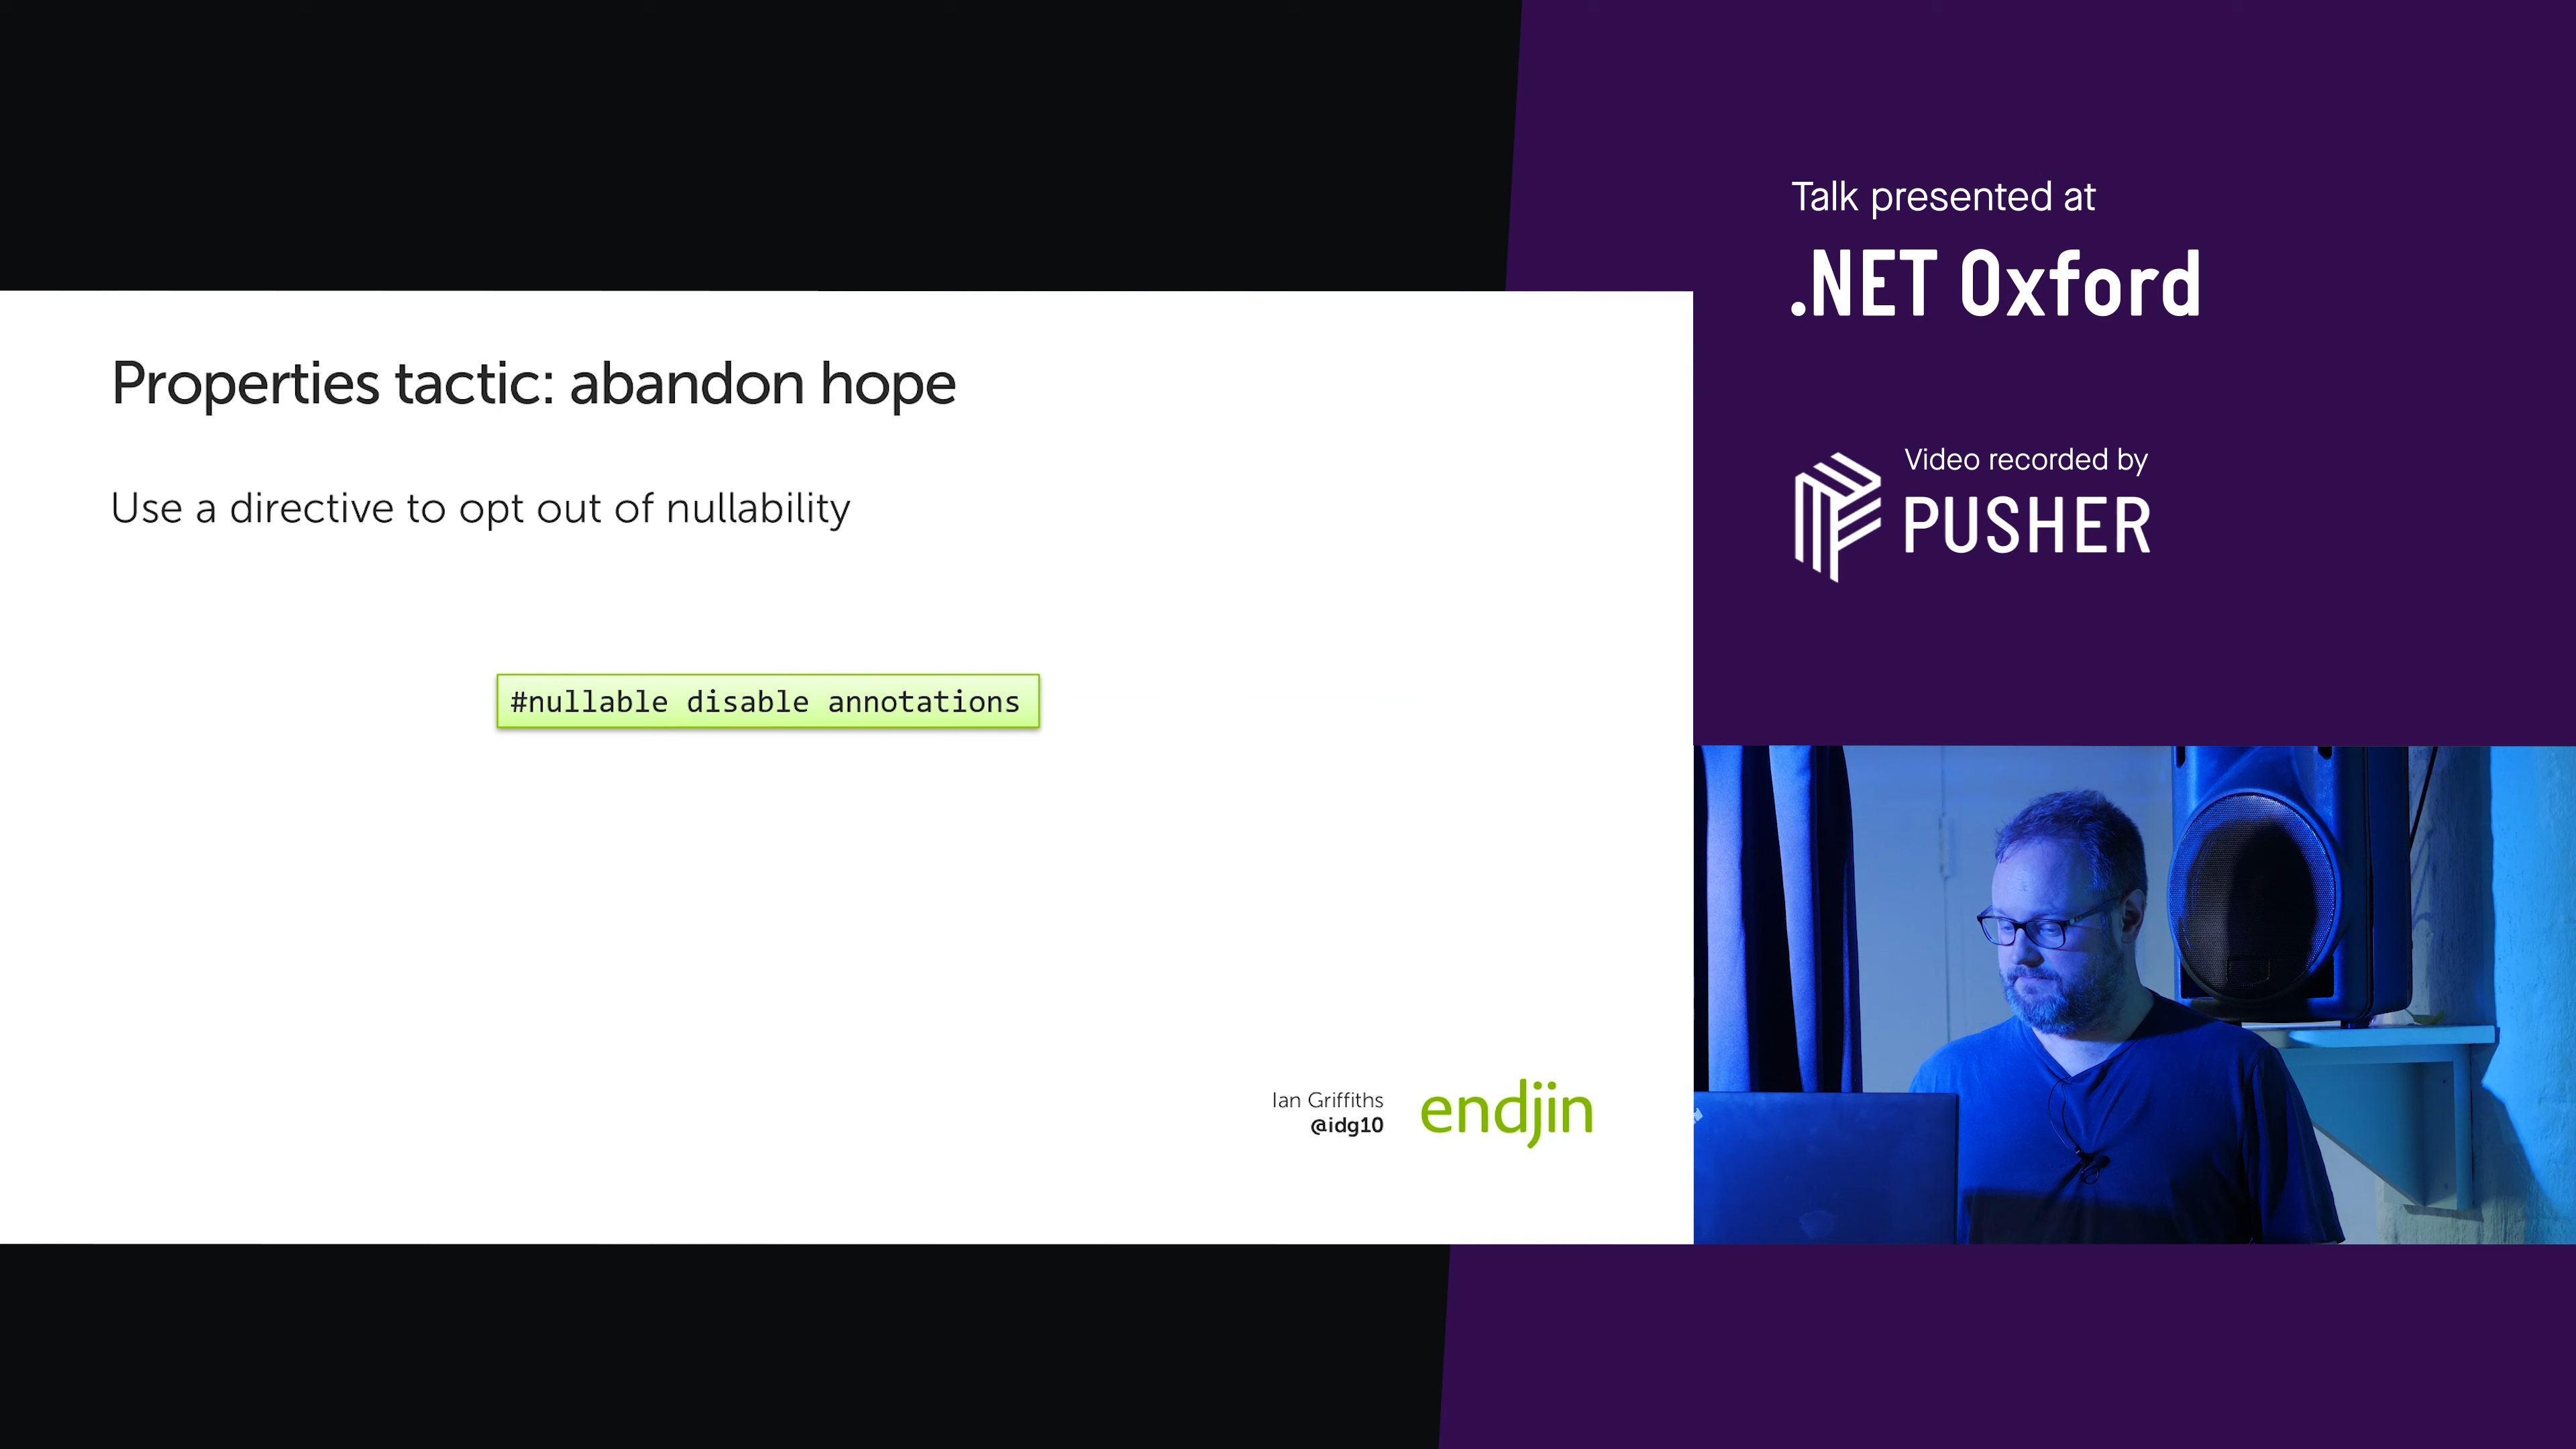 Talk presented at
.NET Oxford
Video recorded by
PUSHER
Properties tactic: abandon hope
Use a directive to opt out of nullability
#nullable disable annotations
Ian Griffiths
@idg10
endjin